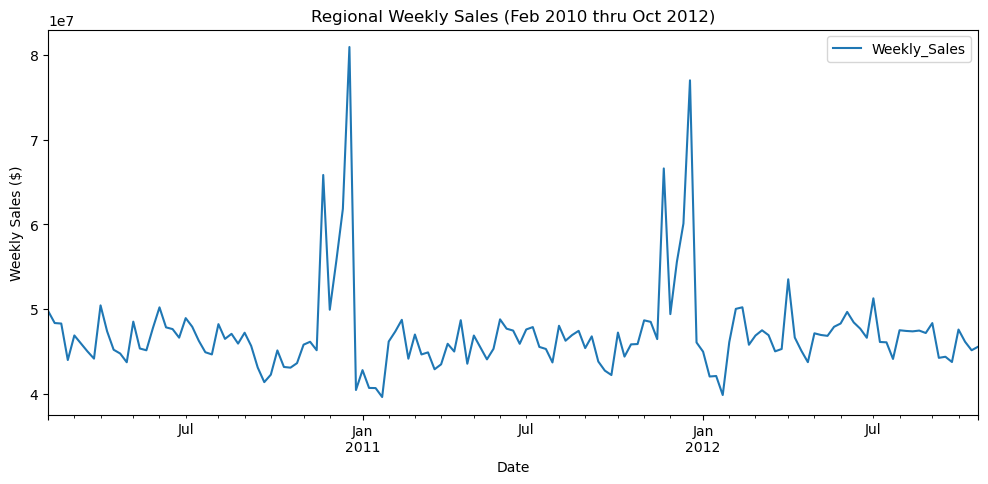 Regional Weekly Sales (Feb 2010 thru Oct 2012)
1e7
Weekly_Sales
8
7
6
5
4
Weekly Sales ($)
Jul
Jan
2011
Jul
Jan
2012
Jul
Date